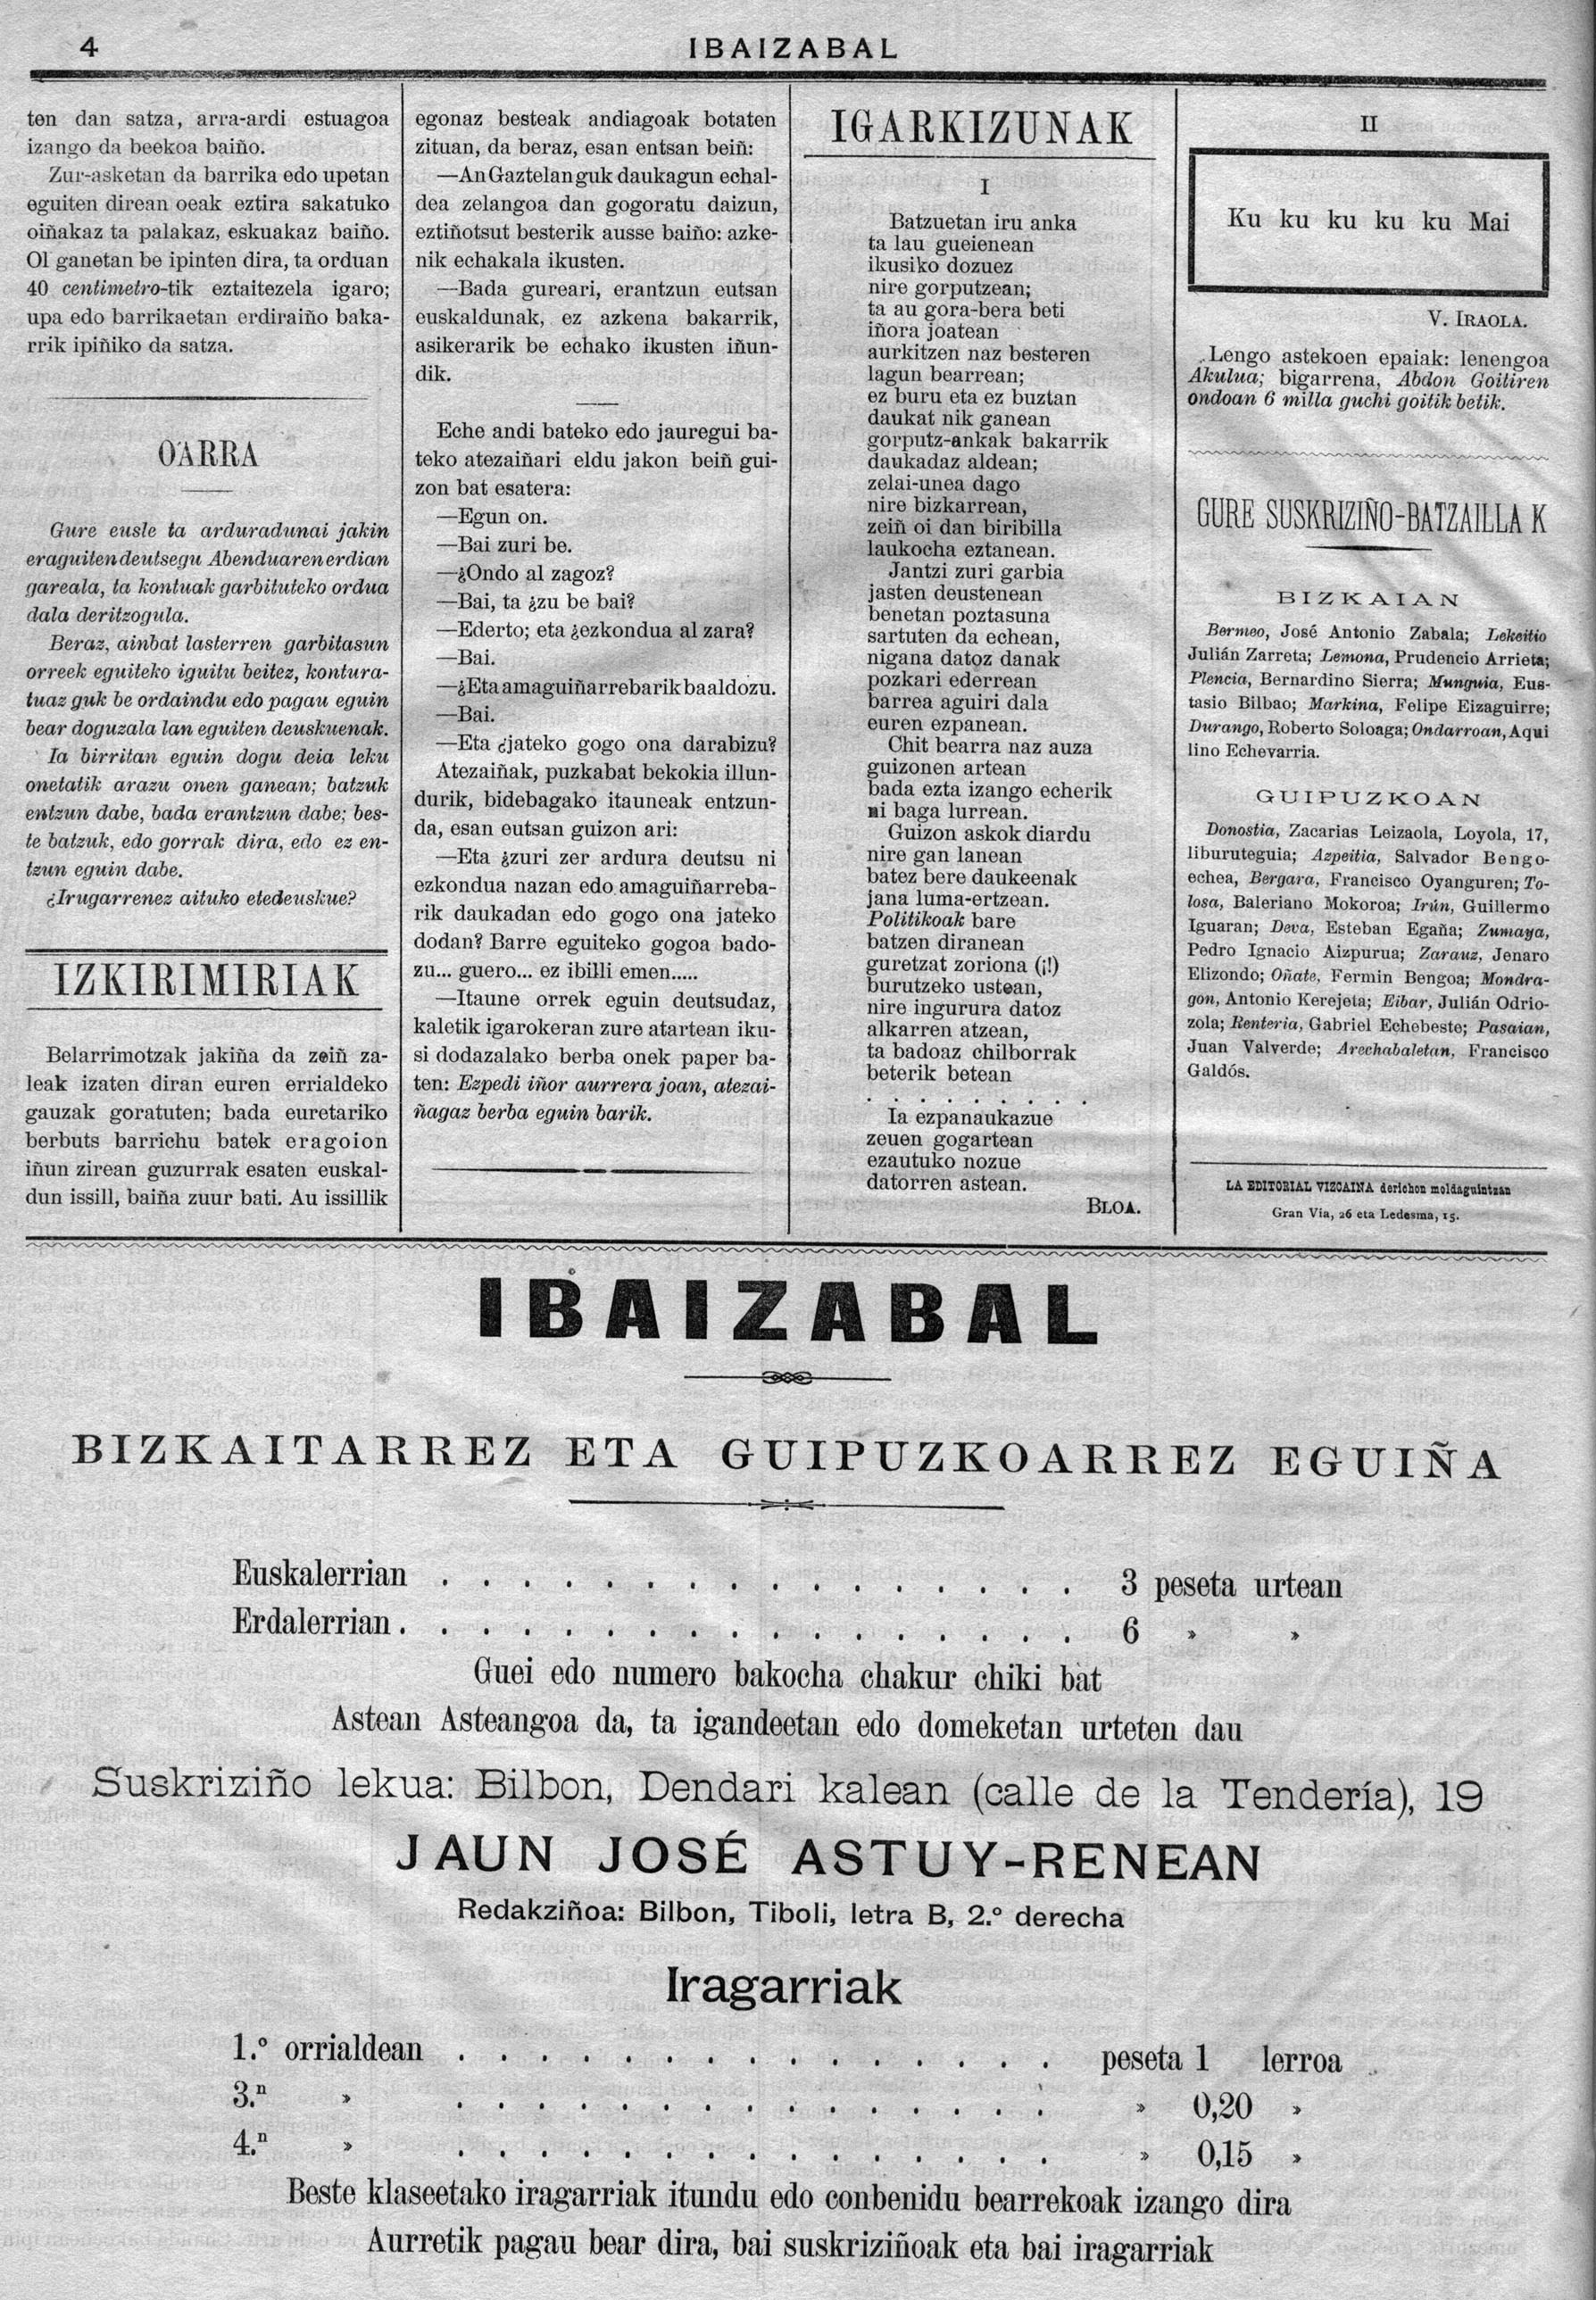 4
IBAIZABAL
ten dan satza, arra-ardi estuagoa
izango da beekoa baiño.
Zur-asketan da barrika edo upetan
eguiten direan oeak eztira sakatuko
oiñakaz ta palakaz, eskuakaz baiño.
Ol ganetan be ipinten dira, ta orduan
40 centimetro-tik eztaitezela igaro;
upa edo barrikaetan erdiraiño baka-
rrik ipiñiko da satza.
OARRA
Gure eusle ta arduradunai jakin
eraguiten deutsegu Abenduaren erdian
gareala, ta kontuak garbituteko ordua
dala deritzogula.
Beraz, ainbat lasterren garbitasun
orreek eguiteko iguitu beitez, kontura-
tuaz guk be ordaindu edo pagau eguin
bear doguzala lan eguiten deuskuenak.
Ia birritan eguin dogu deia leku
onetatik arazu onen ganean; batzuk
entzun dabe, bada erantzun dabe; bes-
te batzuk, edo gorrak dira, edo ez en-
tzun eguin dabe.
¿Irugarrenez aituko etedeuskue?
IZKIRIMIRIAK
Belarrimotzak jakiña da zeiñ za-
leak izaten diran euren errialdeko
gauzak goratuten; bada euretariko
berbuts barrichu batek eragoion
iñun zirean guzurrak esaten euskal-
dun issill, baiña zuur bati. Au issillik
egonaz besteak andiagoak botaten
zituan, da beraz, esan entsan beiñ:
—An Gaztelan guk daukagun echal-
dea zelangoa dan gogoratu daizun,
eztiñotsut besterik ausse baiño: azke-
nik echakala ikusten.
—Bada gureari, erantzun eutsan
euskaldunak, ez azkena bakarrik,
asikerarik be echako ikusten iñun-
dik.
Eche andi bateko edo jauregui ba-
teko atezaiñari eldu jakon beiñ gui-
zon bat esatera:
—Egun on.
—Bai zuri be.
—¿Ondo al zagoz?
—Bai, ta ¿zu be bai?
—Ederto; eta ¿ezkondua al zara?
—Bai.
—¿Eta amaguiñarrebarik baaldozu.
—Bai.
—Eta ¿jateko gogo ona darabizu?
Atezaiñak, puzkabat bekokia illun-
durik, bidebagako itauneak entzun-
da, esan eutsan guizon ari:
—Eta ¿zuri zer ardura deutsu ni
ezkondua nazan edo amaguiñarreba-
rik daukadan edo gogo ona jateko
dodan? Barre eguiteko gogoa bado-
zu... guero... ez ibilli emen.....
—Itaune orrek eguin deutsudaz,
kaletik igarokeran zure atartean iku-
si dodazalako berba onek paper ba-
ten: Ezpedi iñor aurrera joan, atezai-
ñagaz berba eguin barik.
IGARKIZUNAK
I
Batzuetan iru anka
ta lau gueienean
ikusiko dozuez
nire gorputzean;
ta au gora-bera beti
iñora joatean
aurkitzen naz besteren
lagun bearrean;
ez buru eta ez buztan
daukat nik ganean
gorputz-ankak bakarrik
daukadaz aldean;
zelai-unea dago
nire bizkarrean,
zeiñ oi dan biribilla
laukocha eztanean.
Jantzi zuri garbia
jasten deustenean
benetan poztasuna
sartuten da echean,
nigana datoz danak
pozkari ederrean
barrea aguiri dala
euren ezpanean.
Chit bearra naz auza
guizonen artean
bada ezta izango echerik
ni baga lurrean.
Guizon askok diardu
nire gan lanean
batez bere daukeenak
jana luma-ertzean.
Politikoak bare
batzen diranean
guretzat zoriona (¡!)
burutzeko ustean,
nire ingurura datoz
alkarren atzean,
ta badoaz chilborrak
beterik betean
. . . . . . . . .
Ia ezpanaukazue
zeuen gogartean
ezautuko nozue
datorren astean.
BLOA.
II
Ku ku ku ku ku Mai
V. IRAOLA.
Lengo astekoen epaiak: lenengoa
Akulua; bigarrena, Abdon Goitiren
ondoan 6 milla guchi goitik betik.
GURE SUSKRIZIÑO-BATZAILLA K
BIZKAIAN
Bermeo, José Antonio Zabala; Lekeitio
Julián Zarreta; Lemona, Prudencio Arrieta;
Plencia, Bernardino Sierra; Munguia, Eus-
tasio Bilbao; Markina, Felipe Eizaguirre;
Durango, Roberto Soloaga; Ondarroan, Aqui
lino Echevarria.
GUIPUZKOAN
Donostia, Zacarias Leizaola, Loyola, 17,
liburuteguia; Azpeitia, Salvador Bengo-
echea, Bergara, Francisco Oyanguren; To-
losa, Baleriano Mokoroa; Irún, Guillermo
Iguaran; Deva, Esteban Egaña; Zumaya,
Pedro Ignacio Aizpurua; Zarauz, Jenaro
Elizondo; Oñate, Fermin Bengoa; Mondra-
gon, Antonio Kerejeta; Eibar, Julián Odrio-
zola; Renteria, Gabriel Echebeste; Pasaian,
Juan Valverde; Arechabaletan, Francisco
Galdós.
LA EDITORIAL VIZCAINA derichon moldaguintzan
Gran Via, 26 eta Ledesma, 15.
IBAIZABAL
BIZKAITARREZ ETA GUIPUZKOARREZ EGUIÑA
Euskalerrian . . . . . . . . . . . . . . . . 3 peseta urtean
Erdalerrian . . . . . . . . . . . . . . . . . 6 » »
Guei edo numero bakocha chakur chiki bat
Astean Asteangoa da, ta igandeetan edo domeketan urteten dau
Suskriziño lekua: Bilbon, Dendari kalean (calle de la Tendería), 19
JAUN JOSÉ ASTUY-RENEAN
Redakziñoa: Bilbon, Tiboli, letra B, 2.º derecha
Iragarriak
1.º orrialdean . . . . . . . . . . . . . . . peseta 1 lerroa
3.n » . . . . . . . . . . . . . . . » 0,20 »
4.n » . . . . . . . . . . . . . . . » 0,15 »
Beste klaseetako iragarriak itundu edo conbenidu bearrekoak izango dira
Aurretik pagau bear dira, bai suskriziñoak eta bai iragarriak